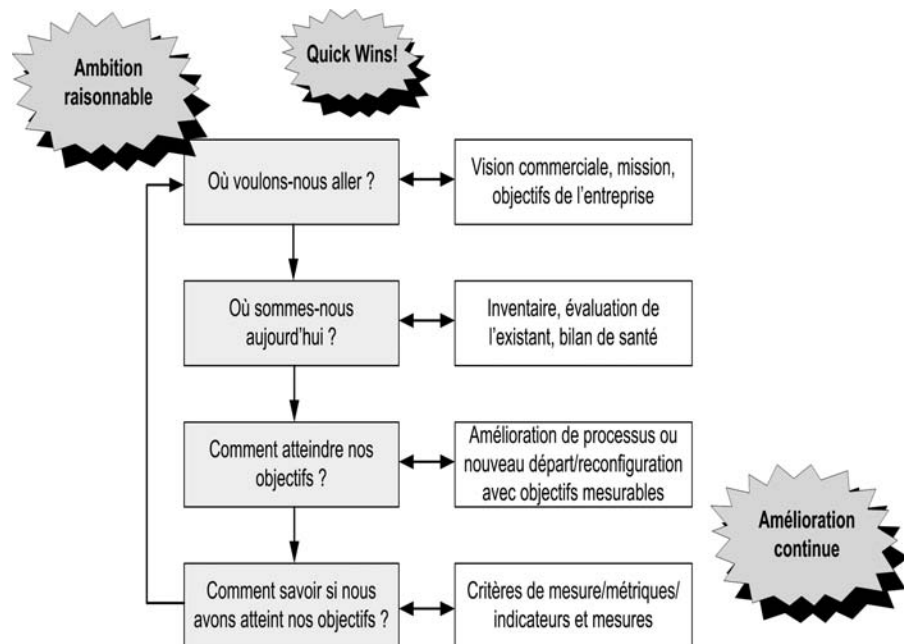 Ambition
raisonnable
Quick Wins!
Où voulons-nous aller ?
Vision commerciale, mission,
objectifs de l'entreprise
Où sommes-nous
aujourd'hui ?
Inventaire, évaluation de
l'existant, bilan de santé
Comment atteindre nos
objectifs ?
Amélioration de processus ou
nouveau départ/reconfiguration
avec objectifs mesurables
Amélioration
continue
Comment savoir si nous
avons atteint nos objectifs ?
Critères de mesure/métriques/
indicateurs et mesures